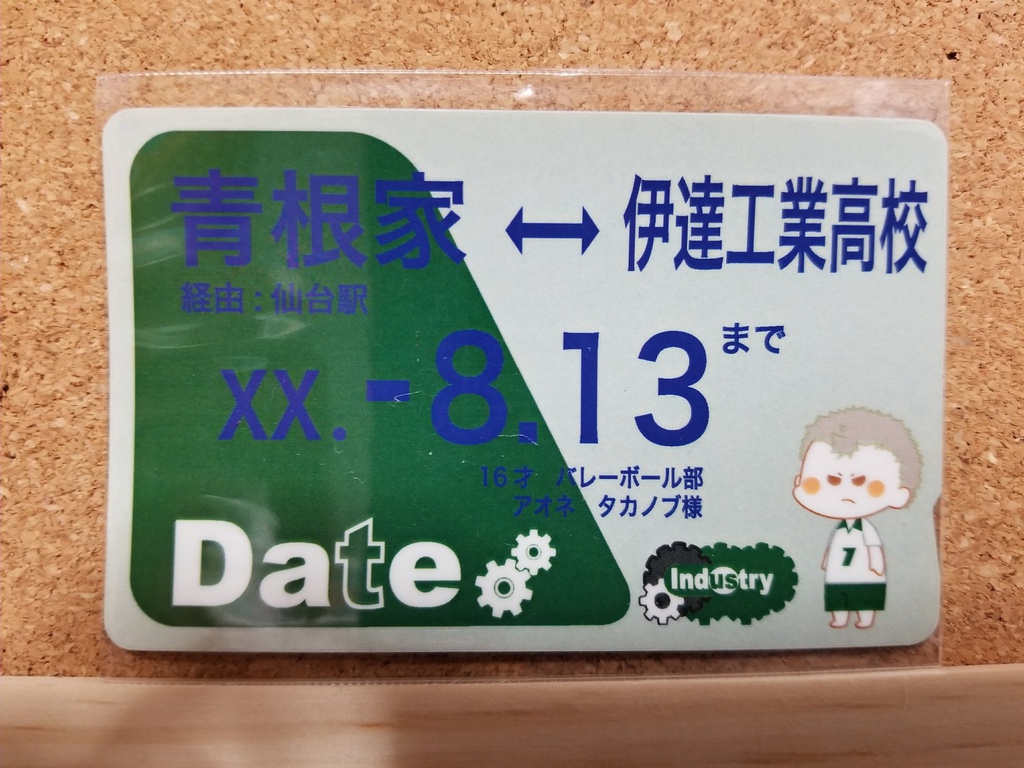 青根家 ↔ 伊達工業高校
経由:仙台駅
XX.-8.13まで
16才 バレーボール部
アオネ タカノブ様
Date
Industry
7